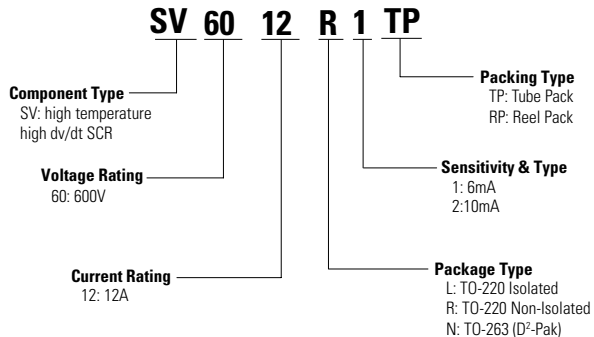 SV 60 12 R 1 TP
Component Type
SV: high temperature
high dv/dt SCR
Voltage Rating
60: 600V
Current Rating
12: 12A
Packing Type
TP: Tube Pack
RP: Reel Pack
Sensitivity & Type
1: 6mA
2:10mA
Package Type
L: TO-220 Isolated
R: TO-220 Non-Isolated
N: TO-263 (D²-Pak)